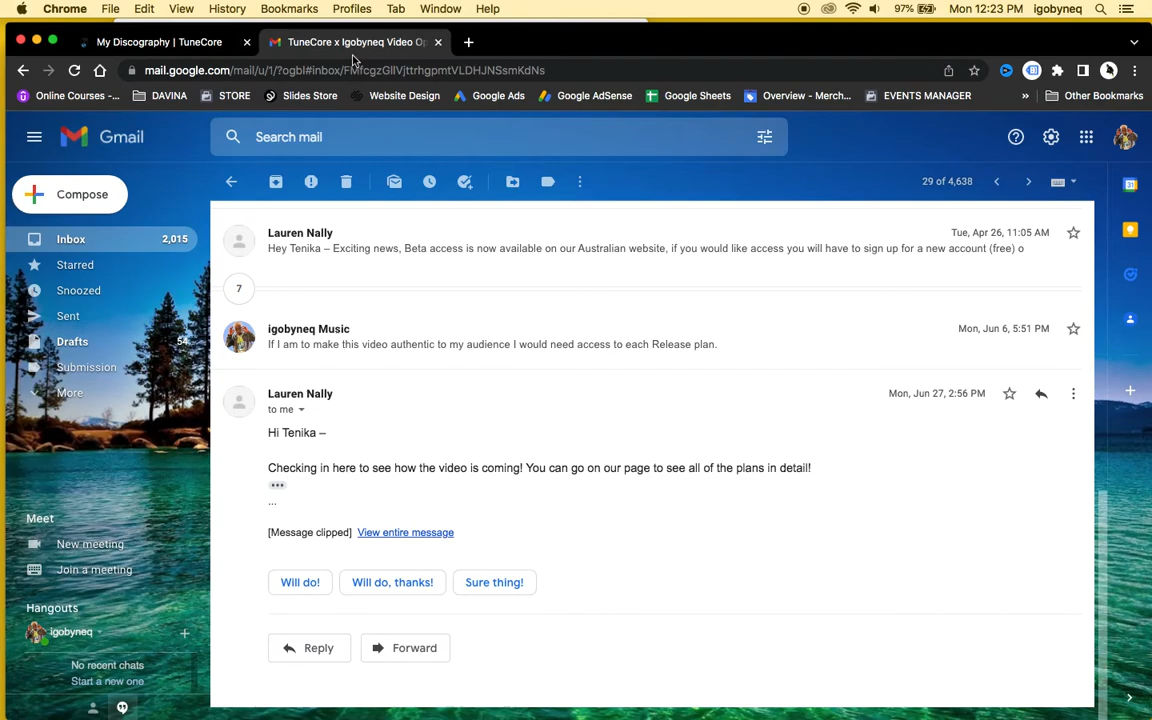 Chrome File Edit View History Bookmarks Profiles Tab Window Help 97% Mon 12:23 PM igobyneq
My Discography | TuneCore TuneCore x Igobyneq Video Op
mail.google.com/mail/u/1/?ogbl#inbox/FMfcgzGllVjttrhgpmtVLDHJNSsmKdNs
Online Courses -... DAVINA STORE Slides Store Website Design Google Ads Google AdSense Google Sheets Overview - Merch... EVENTS MANAGER » Other Bookmarks
Gmail Search mail
Compose 29 of 4,638
Inbox 2,015
Starred
Snoozed
Sent
Drafts 54
Submission
More
Lauren Nally Tue, Apr 26, 11:05 AM
Hey Tenika – Exciting news, Beta access is now available on our Australian website, if you would like access you will have to sign up for a new account (free) o
7
igobyneq Music Mon, Jun 6, 5:51 PM
If I am to make this video authentic to my audience I would need access to each Release plan.
Lauren Nally Mon, Jun 27, 2:56 PM
to me
Hi Tenika –
Checking in here to see how the video is coming! You can go on our page to see all of the plans in detail!
...
[Message clipped] View entire message
Will do! Will do, thanks! Sure thing!
Reply Forward
Meet
New meeting
Join a meeting
Hangouts
igobyneq
No recent chats
Start a new one
31